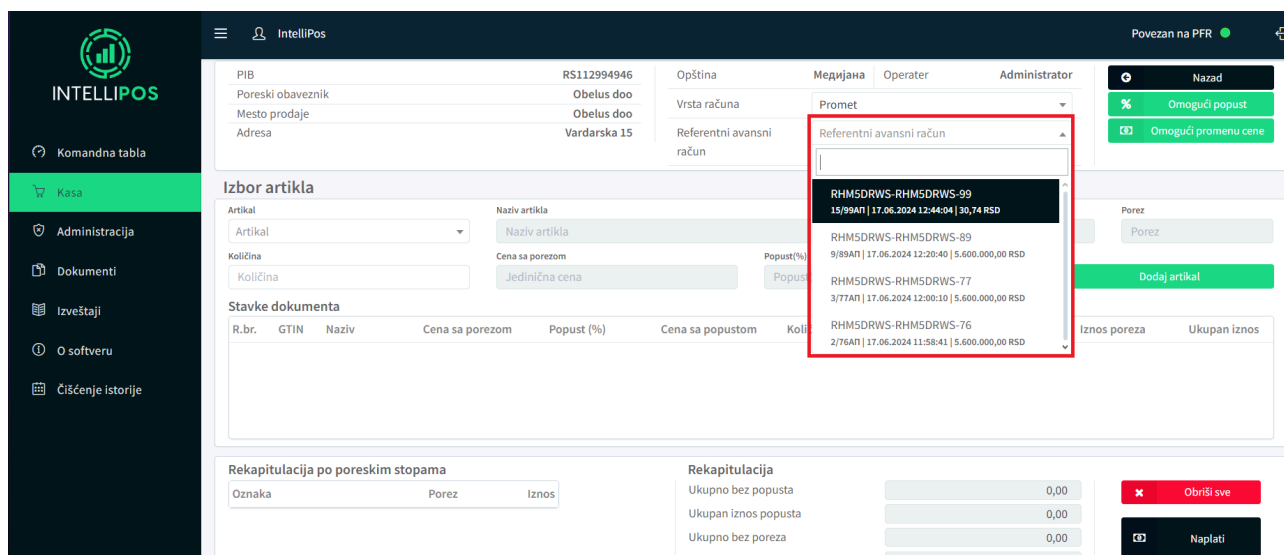 INTELLIPOS
Komandna tabla
Kasa
Administracija
Dokumenti
Izveštaji
O softveru
Čišćenje istorije
IntelliPos
Povezan na PFR
PIB RS112994946
Poreski obaveznik Obelus doo
Mesto prodaje Obelus doo
Adresa Vardarska 15
Opština Медијана Operater Administrator
Vrsta računa Promet
Referentni avansni
račun
Referentni avansni račun
RHM5DRWS-RHM5DRWS-99
15/99АП | 17.06.2024 12:44:04 | 30,74 RSD
RHM5DRWS-RHM5DRWS-89
9/89АП | 17.06.2024 12:20:40 | 5.600.000,00 RSD
RHM5DRWS-RHM5DRWS-77
3/77АП | 17.06.2024 12:00:10 | 5.600.000,00 RSD
RHM5DRWS-RHM5DRWS-76
2/76АП | 17.06.2024 11:58:41 | 5.600.000,00 RSD
Nazad
% Omogući popust
Omogući promenu cene
Izbor artikla
Artikal Naziv artikla Porez
Artikal Naziv artikla Porez
Količina Cena sa porezom Popust(%)
Količina Jedinična cena Popust
Dodaj artikal
Stavke dokumenta
R.br. GTIN Naziv Cena sa porezom Popust (%) Cena sa popustom Koli Iznos poreza Ukupan iznos
Rekapitulacija po poreskim stopama
Oznaka Porez Iznos
Rekapitulacija
Ukupno bez popusta 0,00
Ukupan iznos popusta 0,00
Ukupno bez poreza 0,00
Obriši sve
Naplati